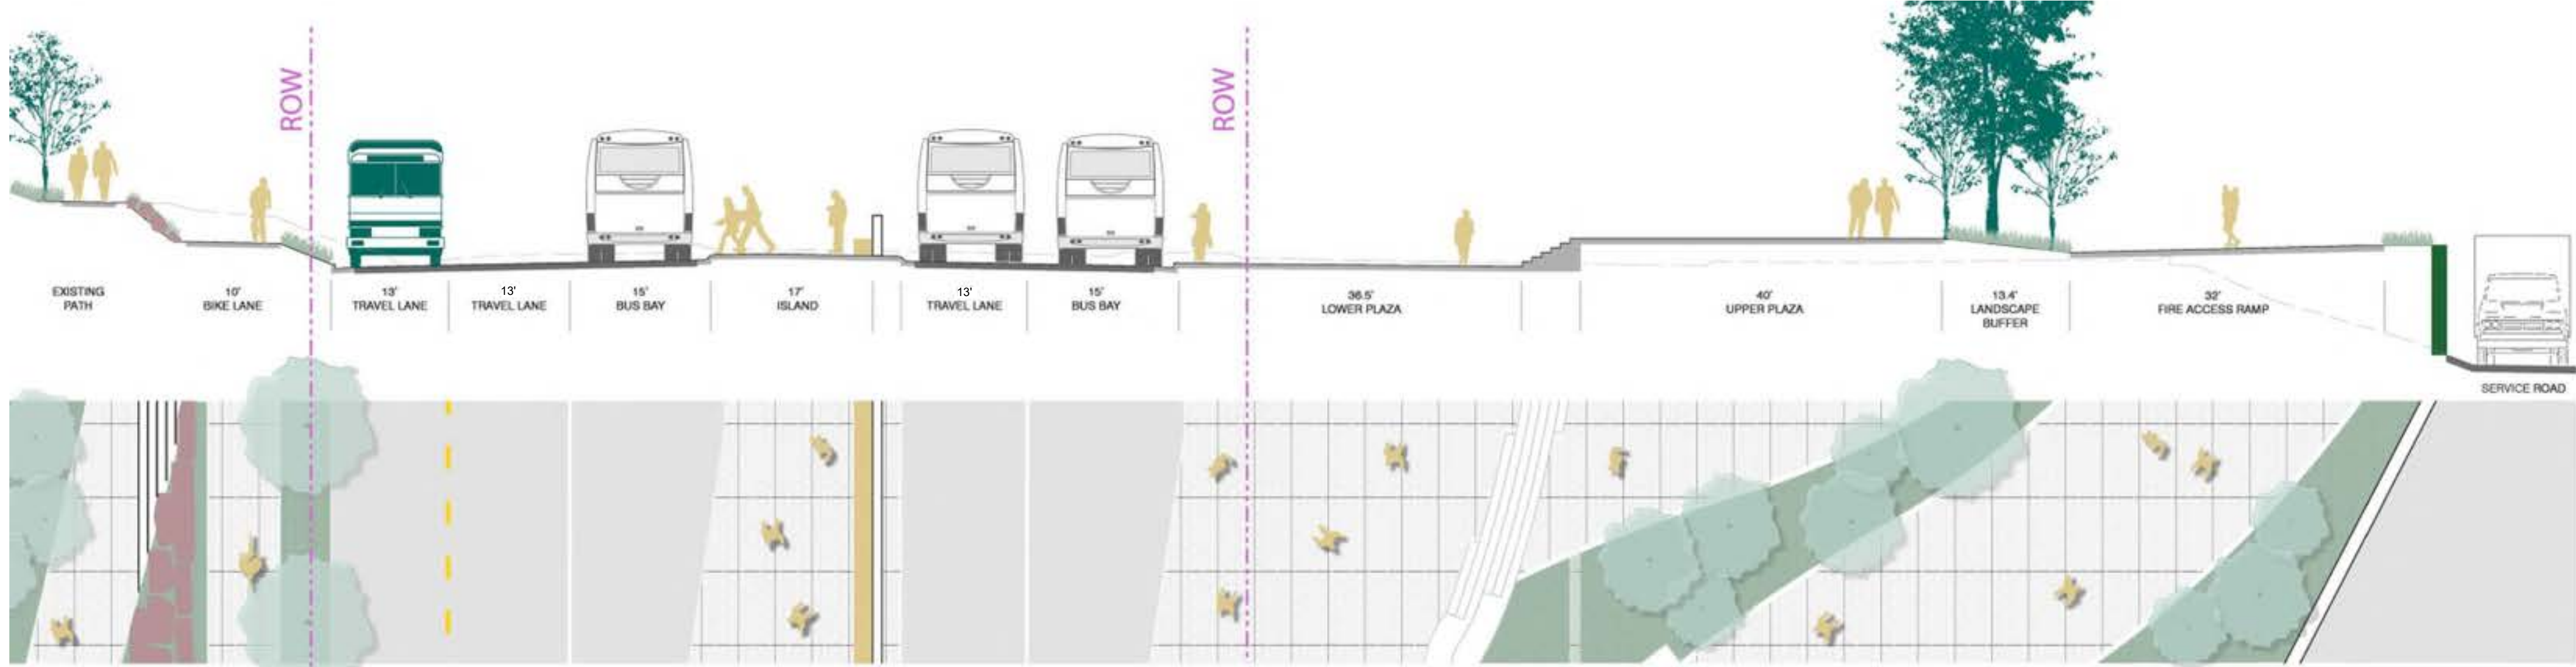 ROW
ROW
EXISTING
PATH
10'
BIKE LANE
13'
TRAVEL LANE
13'
TRAVEL LANE
15'
BUS BAY
17'
ISLAND
13'
TRAVEL LANE
15'
BUS BAY
36.5'
LOWER PLAZA
40'
UPPER PLAZA
13.4'
LANDSCAPE
BUFFER
32'
FIRE ACCESS RAMP
SERVICE ROAD